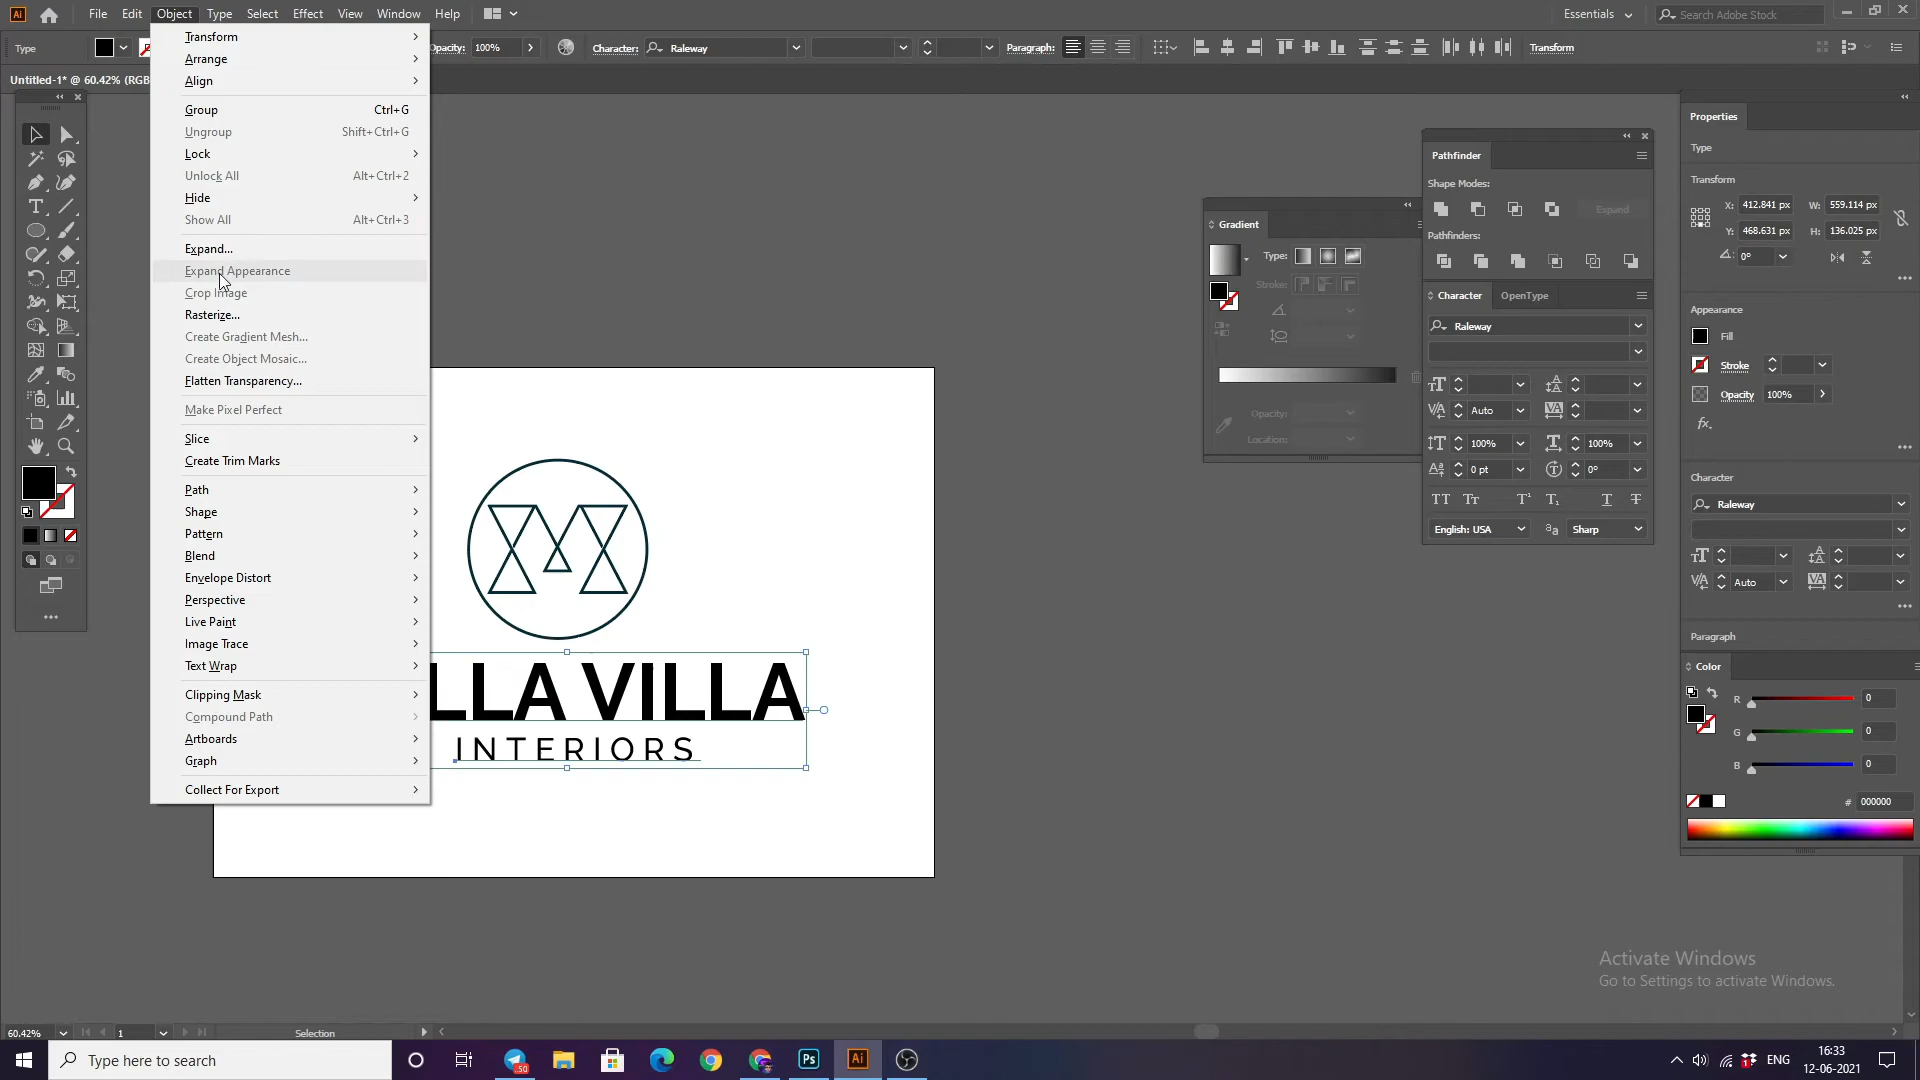 Ai File Edit Object Type Select Effect View Window Help Essentials Search Adobe Stock
Type Opacity: 100% Character: Raleway Paragraph: Transform
Untitled-1* @ 60.42% (RGB
Transform
Arrange
Align
Group Ctrl+G
Ungroup Shift+Ctrl+G
Lock
Unlock All Alt+Ctrl+2
Hide
Show All Alt+Ctrl+3
Expand...
Expand Appearance
Crop Image
Rasterize...
Create Gradient Mesh...
Create Object Mosaic...
Flatten Transparency...
Make Pixel Perfect
Slice
Create Trim Marks
Path
Shape
Pattern
Blend
Envelope Distort
Perspective
Live Paint
Image Trace
Text Wrap
Clipping Mask
Compound Path
Artboards
Graph
Collect For Export
LLA VILLA
INTERIORS
Gradient
Type:
Stroke:
Opacity:
Location:
Pathfinder
Shape Modes:
Expand
Pathfinders:
Character OpenType
Raleway
Auto
100% 100%
0 pt 0°
English: USA Sharp
Properties
Type
Transform
X: 412.841 px W: 559.114 px
Y: 468.631 px H: 136.025 px
0°
Appearance
Fill
Stroke
Opacity 100%
fx.
Character
Raleway
Auto
Paragraph
Color
R 0
G 0
B 0
# 000000
Activate Windows
Go to Settings to activate Windows.
60.42% 1 Selection
Type here to search
.50
Ps
Ai
1
ENG
16:33
12-06-2021